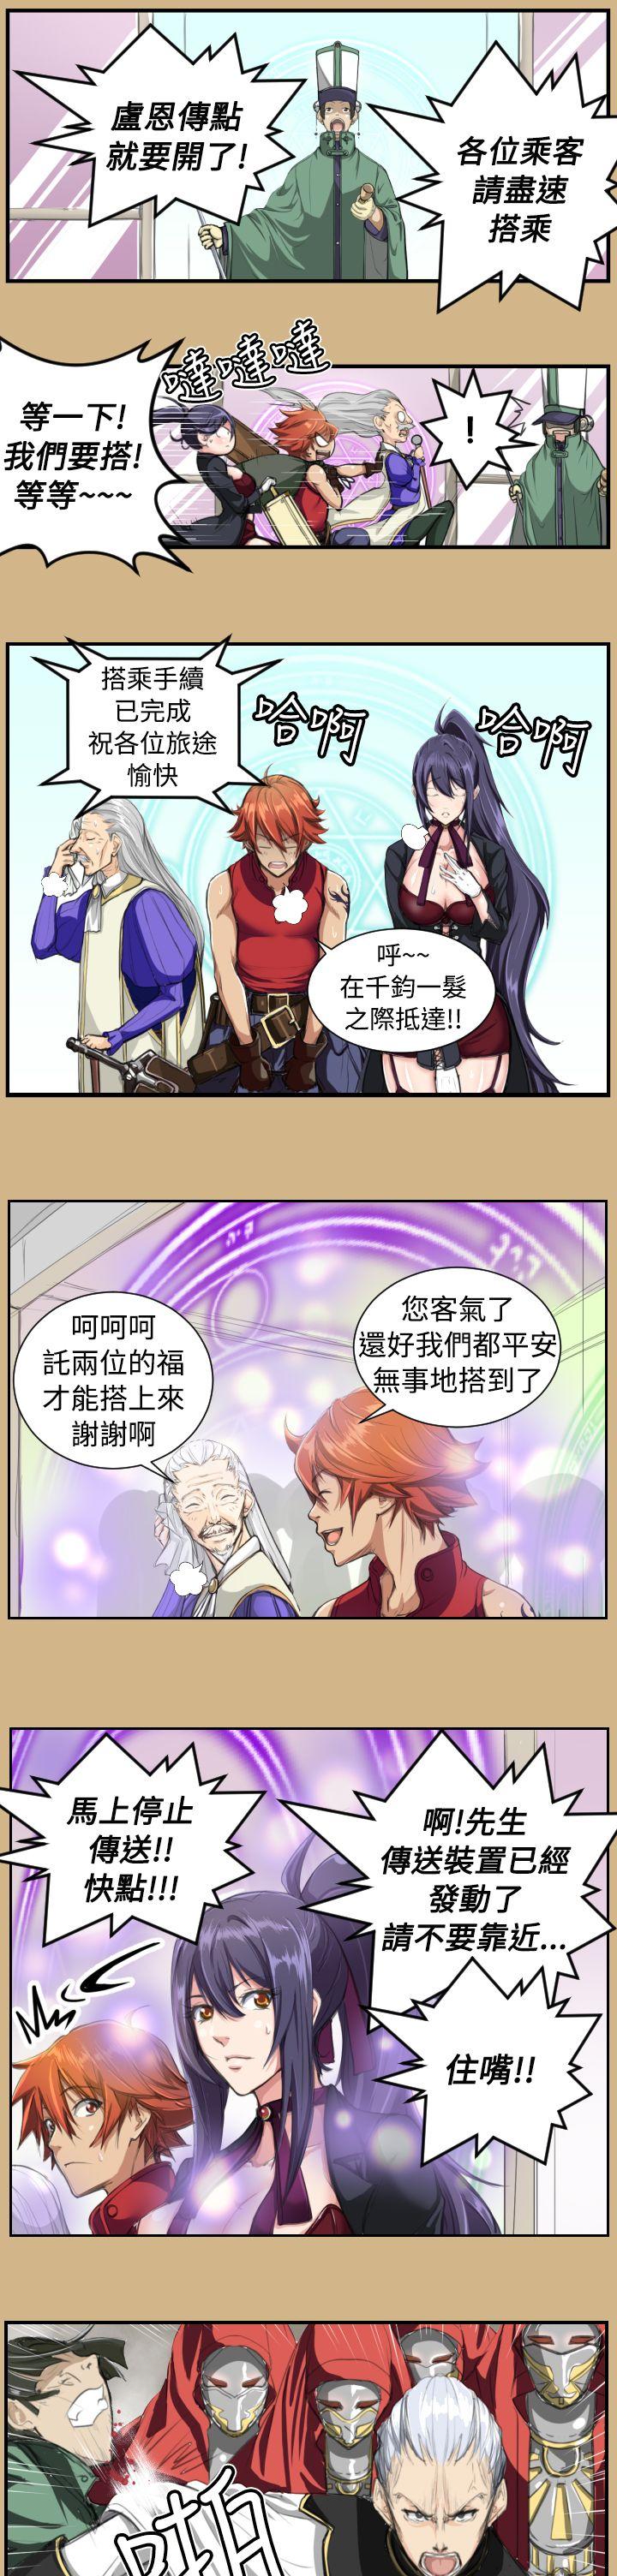 盧恩傳點
就要開了!
各位乘客
請盡速
搭乘
等一下!
我們要搭!
等等~~~
噠噠噠
!
搭乘手續
已完成
祝各位旅途
愉快
哈啊
哈啊
呼~~
在千鈞一髮
之際抵達!!
呵呵呵
託兩位的福
才能搭上來
謝謝啊
您客氣了
還好我們都平安
無事地搭到了
馬上停止
傳送!!
快點!!!
啊!先生
傳送裝置已經
發動了
請不要靠近...
住嘴!!